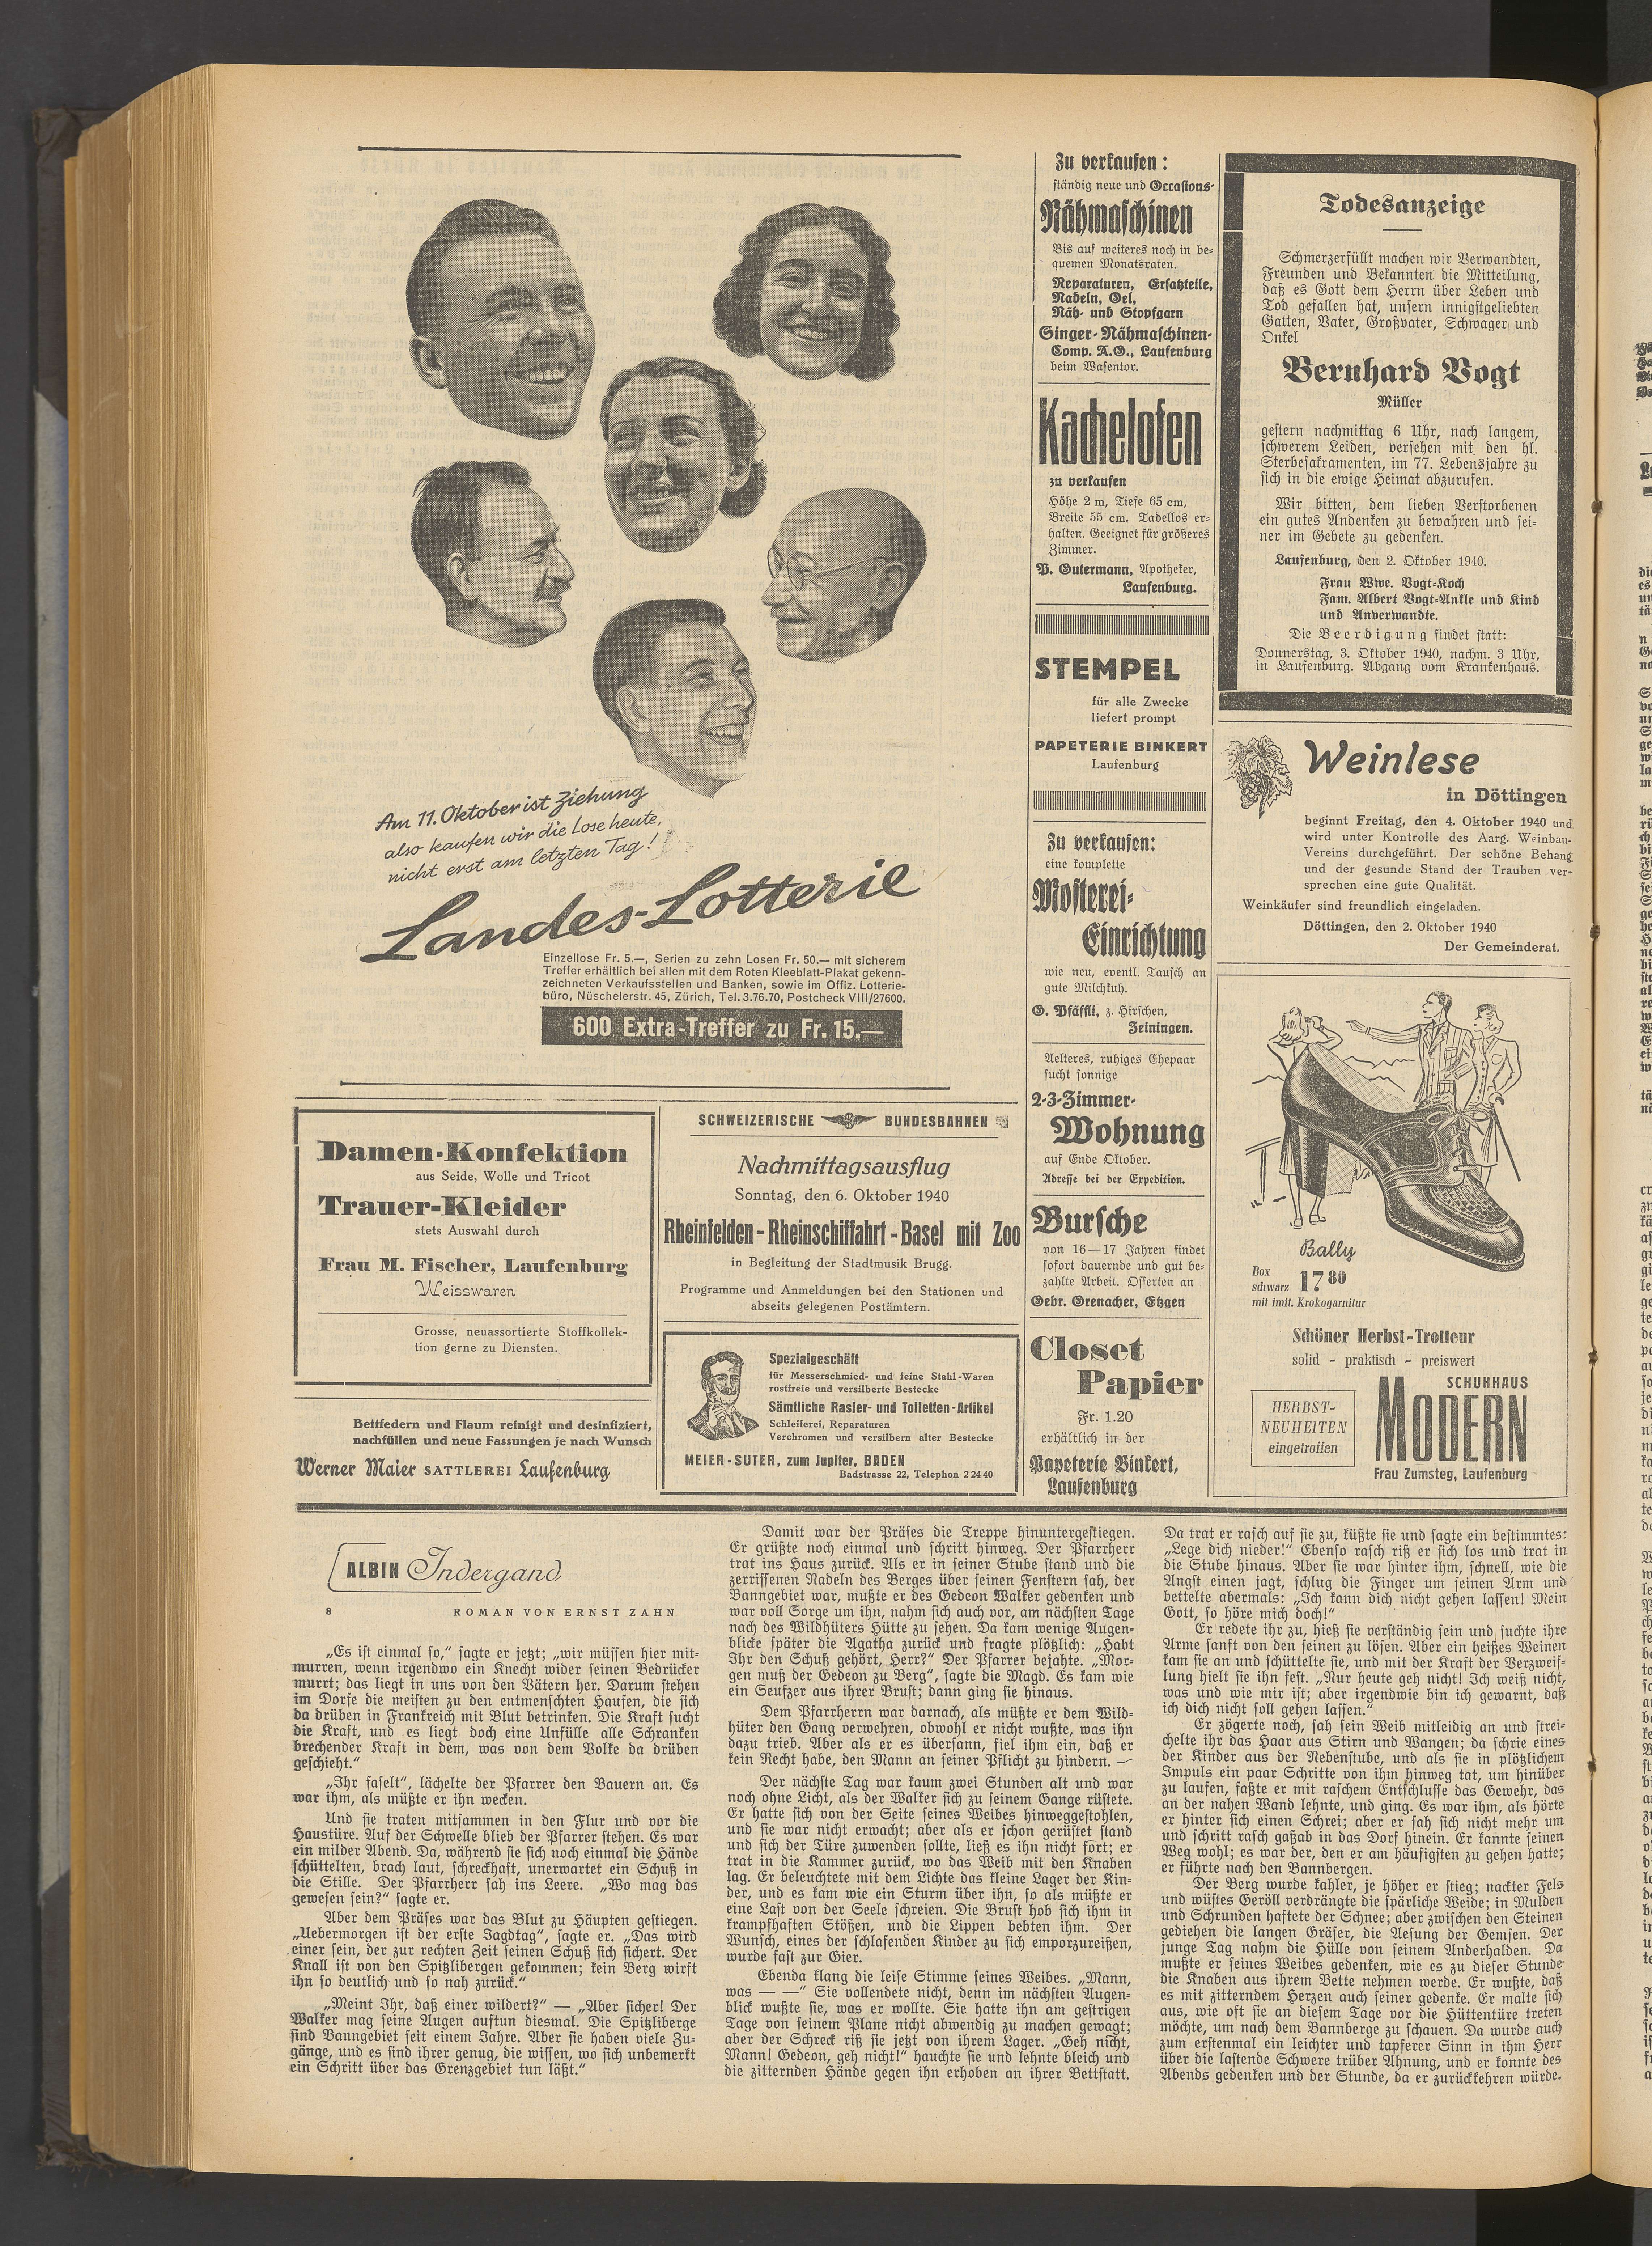 Am 11. Oktober ist Ziehung
also kaufen wir die Lose heute,
nicht erst am letzten Tag!
Landes-Lotterie
Einzellose Fr. 5.—, Serien zu zehn Losen Fr. 50.— mit sicherem
Treffer erhältlich bei allen mit dem Roten Kleeblatt-Plakat gekenn-
zeichneten Verkaufsstellen und Banken, sowie im Offiz. Lotterie-
büro, Nüschelerstr. 45, Zürich, Tel. 3.76.70, Postcheck VIII/27600.
600 Extra-Treffer zu Fr. 15.—
Damen-Konfektion
aus Seide, Wolle und Tricot
Trauer-Kleider
stets Auswahl durch
Frau M. Fischer, Laufenburg
Weisswaren
Grosse, neuassortierte Stoffkollek-
tion gerne zu Diensten.
Bettfedern und Flaum reinigt und desinfiziert,
nachfüllen und neue Fassungen je nach Wunsch
Werner Maier SATTLEREI Laufenburg
SCHWEIZERISCHE BUNDESBAHNEN
Nachmittagsausflug
Sonntag, den 6. Oktober 1940
Rheinfelden - Rheinschiffahrt - Basel mit Zoo
in Begleitung der Stadtmusik Brugg.
Programme und Anmeldungen bei den Stationen und
abseits gelegenen Postämtern.
Spezialgeschäft
für Messerschmied- und feine Stahl-Waren
rostfreie und versilberte Bestecke
Sämtliche Rasier- und Toiletten-Artikel
Schleiferei, Reparaturen
Verchromen und versilbern alter Bestecke
MEIER-SUTER, zum Jupiter, BADEN
Badstrasse 22, Telephon 2 24 40
Zu verkaufen:
ständig neue und Occasions-
Nähmaschinen
Bis auf weiteres noch in be-
quemen Monatsraten.
Reparaturen, Ersatzteile,
Nadeln, Oel,
Näh- und Stopfgarn
Singer-Nähmaschinen-
Comp. A.G., Laufenburg
beim Wasentor.
Kachelofen
zu verkaufen
Höhe 2 m, Tiefe 65 cm,
Breite 55 cm. Tadellos er-
halten. Geeignet für größeres
Zimmer.
P. Gutermann, Apotheker,
Laufenburg.
STEMPEL
für alle Zwecke
liefert prompt
PAPETERIE BINKERT
Laufenburg
Zu verkaufen:
eine komplette
Mosterei-
Einrichtung
wie neu, eventl. Tausch an
gute Milchkuh.
G. Pfäffli, z. Hirschen,
Zeiningen.
Aelteres, ruhiges Ehepaar
sucht sonnige
2-3-Zimmer-
Wohnung
auf Ende Oktober.
Adresse bei der Expedition.
Bursche
von 16—17 Jahren findet
sofort dauernde und gut be-
zahlte Arbeit. Offerten an
Gebr. Grenacher, Etzgen
Closet
Papier
Fr. 1.20
erhältlich in der
Papeterie Binkert,
Laufenburg
Todesanzeige
Schmerzerfüllt machen wir Verwandten,
Freunden und Bekannten die Mitteilung,
daß es Gott dem Herrn über Leben und
Tod gefallen hat, unsern innigstgeliebten
Gatten, Vater, Großvater, Schwager und
Onkel
Bernhard Vogt
Müller
gestern nachmittag 6 Uhr, nach langem,
schwerem Leiden, versehen mit den hl.
Sterbesakramenten, im 77. Lebensjahre zu
sich in die ewige Heimat abzurufen.
Wir bitten, dem lieben Verstorbenen
ein gutes Andenken zu bewahren und sei-
ner im Gebete zu gedenken.
Laufenburg, den 2. Oktober 1940.
Frau Wwe. Vogt-Koch
Fam. Albert Vogt-Ankle und Kind
und Anverwandte.
Die Beerdigung findet statt:
Donnerstag, 3. Oktober 1940, nachm. 3 Uhr,
in Laufenburg. Abgang vom Krankenhaus.
Weinlese
in Döttingen
beginnt Freitag, den 4. Oktober 1940 und
wird unter Kontrolle des Aarg. Weinbau-
Vereins durchgeführt. Der schöne Behang
und der gesunde Stand der Trauben ver-
sprechen eine gute Qualität.
Weinkäufer sind freundlich eingeladen.
Döttingen, den 2. Oktober 1940
Der Gemeinderat.
Bally
Box
schwarz 17 80
mit imit. Krokogarnitur
Schöner Herbst-Trotteur
solid - praktisch - preiswert
HERBST-
NEUHEITEN
eingetroffen
SCHUHHAUS
MODERN
Frau Zumsteg, Laufenburg
ALBIN Indergand
8 ROMAN VON ERNST ZAHN
„Es ist einmal so,“ sagte er jetzt; „wir müssen hier mit-
murren, wenn irgendwo ein Knecht wider seinen Bedrücker
murrt; das liegt in uns von den Vätern her. Darum stehen
im Dorfe die meisten zu den entmenschten Haufen, die sich
da drüben in Frankreich mit Blut betrinken. Die Kraft sucht
die Kraft, und es liegt doch eine Unfülle alle Schranken
brechender Kraft in dem, was von dem Volke da drüben
geschieht.“
„Ihr faselt“, lächelte der Pfarrer den Bauern an. Es
war ihm, als müßte er ihn wecken.
Und sie traten mitsammen in den Flur und vor die
Haustüre. Auf der Schwelle blieb der Pfarrer stehen. Es war
ein milder Abend. Da, während sie sich noch einmal die Hände
schüttelten, brach laut, schreckhaft, unerwartet ein Schuß in
die Stille. Der Pfarrherr sah ins Leere. „Wo mag das
gewesen sein?“ sagte er.
Aber dem Präses war das Blut zu Häupten gestiegen.
„Uebermorgen ist der erste Jagdtag“, sagte er. „Das wird
einer sein, der zur rechten Zeit seinen Schuß sich sichert. Der
Knall ist von den Spitzlibergen gekommen; kein Berg wirft
ihn so deutlich und so nah zurück.“
„Meint Ihr, daß einer wildert?“ — „Aber sicher! Der
Walker mag seine Augen auftun diesmal. Die Spitzliberge
sind Banngebiet seit einem Jahre. Aber sie haben viele Zu-
gänge, und es sind ihrer genug, die wissen, wo sich unbemerkt
ein Schritt über das Grenzgebiet tun läßt.“
Damit war der Präses die Treppe hinuntergestiegen.
Er grüßte noch einmal und schritt hinweg. Der Pfarrherr
trat ins Haus zurück. Als er in seiner Stube stand und die
zerrissenen Nadeln des Berges über seinen Fenstern sah, der
Banngebiet war, mußte er des Gedeon Walker gedenken und
war voll Sorge um ihn, nahm sich auch vor, am nächsten Tage
nach des Wildhüters Hütte zu sehen. Da kam wenige Augen-
blicke später die Agatha zurück und fragte plötzlich: „Habt
Ihr den Schuß gehört, Herr?“ Der Pfarrer bejahte. „Mor-
gen muß der Gedeon zu Berg“, sagte die Magd. Es kam wie
ein Seufzer aus ihrer Brust; dann ging sie hinaus.
Dem Pfarrherrn war darnach, als müßte er dem Wild-
hüter den Gang verwehren, obwohl er nicht wußte, was ihn
dazu trieb. Aber als er es übersann, fiel ihm ein, daß er
kein Recht habe, den Mann an seiner Pflicht zu hindern. —
Der nächste Tag war kaum zwei Stunden alt und war
noch ohne Licht, als der Walker sich zu seinem Gange rüstete.
Er hatte sich von der Seite seines Weibes hinweggestohlen,
und sie war nicht erwacht; aber als er schon gerüstet stand
und sich der Türe zuwenden sollte, ließ es ihn nicht fort; er
trat in die Kammer zurück, wo das Weib mit den Knaben
lag. Er beleuchtete mit dem Lichte das kleine Lager der Kin-
der, und es kam wie ein Sturm über ihn, so als müßte er
eine Last von der Seele schreien. Die Brust hob sich ihm in
krampfhaften Stößen, und die Lippen bebten ihm. Der
Wunsch, eines der schlafenden Kinder zu sich emporzureißen,
wurde fast zur Gier.
Ebenda klang die leise Stimme seines Weibes. „Mann,
was — —“ Sie vollendete nicht, denn im nächsten Augen-
blick wußte sie, was er wollte. Sie hatte ihn am gestrigen
Tage von seinem Plane nicht abwendig zu machen gewagt;
aber der Schreck riß sie jetzt von ihrem Lager. „Geh nicht,
Mann! Gedeon, geh nicht!“ hauchte sie und lehnte bleich und
die zitternden Hände gegen ihn erhoben an ihrer Bettstatt.
Da trat er rasch auf sie zu, küßte sie und sagte ein bestimmtes:
„Lege dich nieder!“ Ebenso rasch riß er sich los und trat in
die Stube hinaus. Aber sie war hinter ihm, schnell, wie die
Angst einen jagt, schlug die Finger um seinen Arm und
bettelte abermals: „Ich kann dich nicht gehen lassen! Mein
Gott, so höre mich doch!“
Er redete ihr zu, hieß sie verständig sein und suchte ihre
Arme sanft von den seinen zu lösen. Aber ein heißes Weinen
kam sie an und schüttelte sie, und mit der Kraft der Verzweif-
lung hielt sie ihn fest. „Nur heute geh nicht! Ich weiß nicht,
was und wie mir ist; aber irgendwie bin ich gewarnt, daß
ich dich nicht soll gehen lassen.“
Er zögerte noch, sah sein Weib mitleidig an und strei-
chelte ihr das Haar aus Stirn und Wangen; da schrie eines
der Kinder aus der Nebenstube, und als sie in plötzlichem
Impuls ein paar Schritte von ihm hinweg tat, um hinüber
zu laufen, faßte er mit raschem Entschlusse das Gewehr, das
an der nahen Wand lehnte, und ging. Es war ihm, als hörte
er hinter sich einen Schrei; aber er sah sich nicht mehr um
und schritt rasch gaßab in das Dorf hinein. Er kannte seinen
Weg wohl; es war der, den er am häufigsten zu gehen hatte;
er führte nach den Bannbergen.
Der Berg wurde kahler, je höher er stieg; nackter Fels
und wüstes Geröll verdrängte die spärliche Weide; in Mulden
und Schrunden haftete der Schnee; aber zwischen den Steinen
gediehen die langen Gräser, die Aesung der Gemsen. Der
junge Tag nahm die Hülle von seinem Anderhalden. Da
mußte er seines Weibes gedenken, wie es zu dieser Stunde
die Knaben aus ihrem Bette nehmen werde. Er wußte, daß
es mit zitterndem Herzen auch seiner gedenke. Er malte sich
aus, wie oft sie an diesem Tage vor die Hüttentüre treten
möchte, um nach dem Bannberge zu schauen. Da wurde auch
zum erstenmal ein leichter und tapferer Sinn in ihm Herr
über die lastende Schwere trüber Ahnung, und er konnte des
Abends gedenken und der Stunde, da er zurückkehren würde.